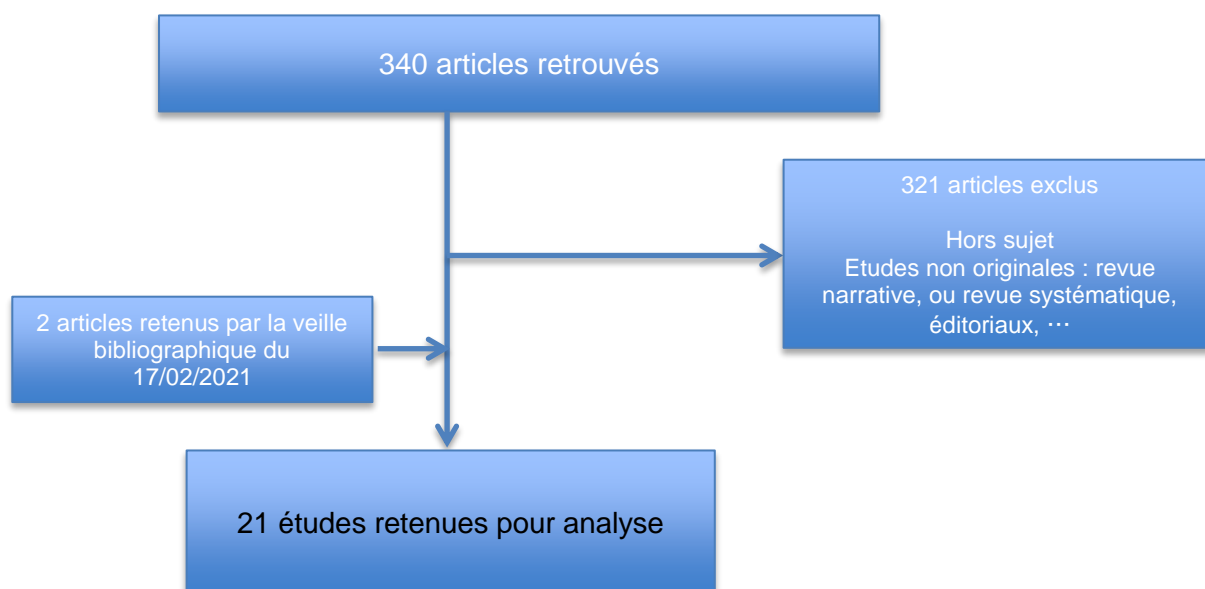 340 articles retrouvés
321 articles exclus
Hors sujet
Etudes non originales : revue
narrative, ou revue systématique,
éditoriaux, …
2 articles retenus par la veille
bibliographique du
17/02/2021
21 études retenues pour analyse